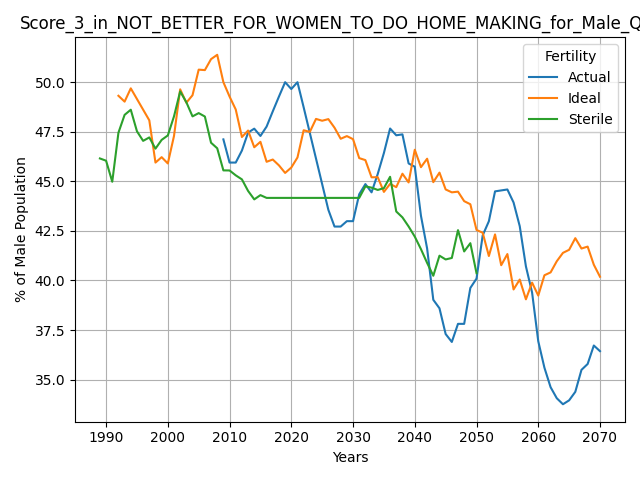 Score_3_in_NOT_BETTER_FOR_WOMEN_TO_DO_HOME_MAKING_for_Male_Q
Fertility
Actual
Ideal
Sterile
% of Male Population
50.0
47.5
45.0
42.5
40.0
37.5
35.0
1990 2000 2010 2020 2030 2040 2050 2060 2070
Years